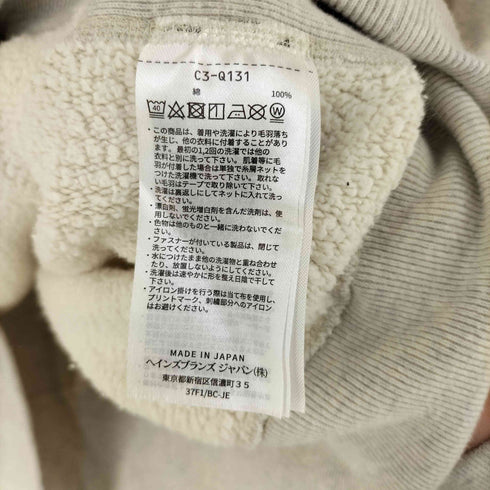 C3-Q131
綿 100%
40
・この商品は、着用や洗濯により毛羽落ち
が生じ、他の衣料に付着することがあり
ます。最初の1,2回の洗濯では他の
衣料と別に洗って下さい。肌着等に毛
羽が付着した場合は単独で糸屑ネットを
つけた洗濯機で洗って下さい。取れな
い毛羽はテープで取り除いて下さい。
・洗濯は裏返しにしてネットに入れて洗っ
てください。
・漂白剤、蛍光増白剤を含んだ洗剤は、使
用しないでください。
・色物は他のものと一緒に洗わないでくださ
い。
・ファスナーが付いている製品は、閉じて
洗ってください。
・水につけたまま他の洗濯物と重ね合わせ
たり、放置しないようにしてください。
・洗濯後は速やかに形を整え日陰で干して
下さい。
・アイロン掛けを行う際は当て布を使用し、
プリントマーク、刺繍部分へのアイロン
はお避けください。
MADE IN JAPAN
ヘインズブランズ ジャパン(株)
東京都新宿区信濃町35
37F1/BC-JE